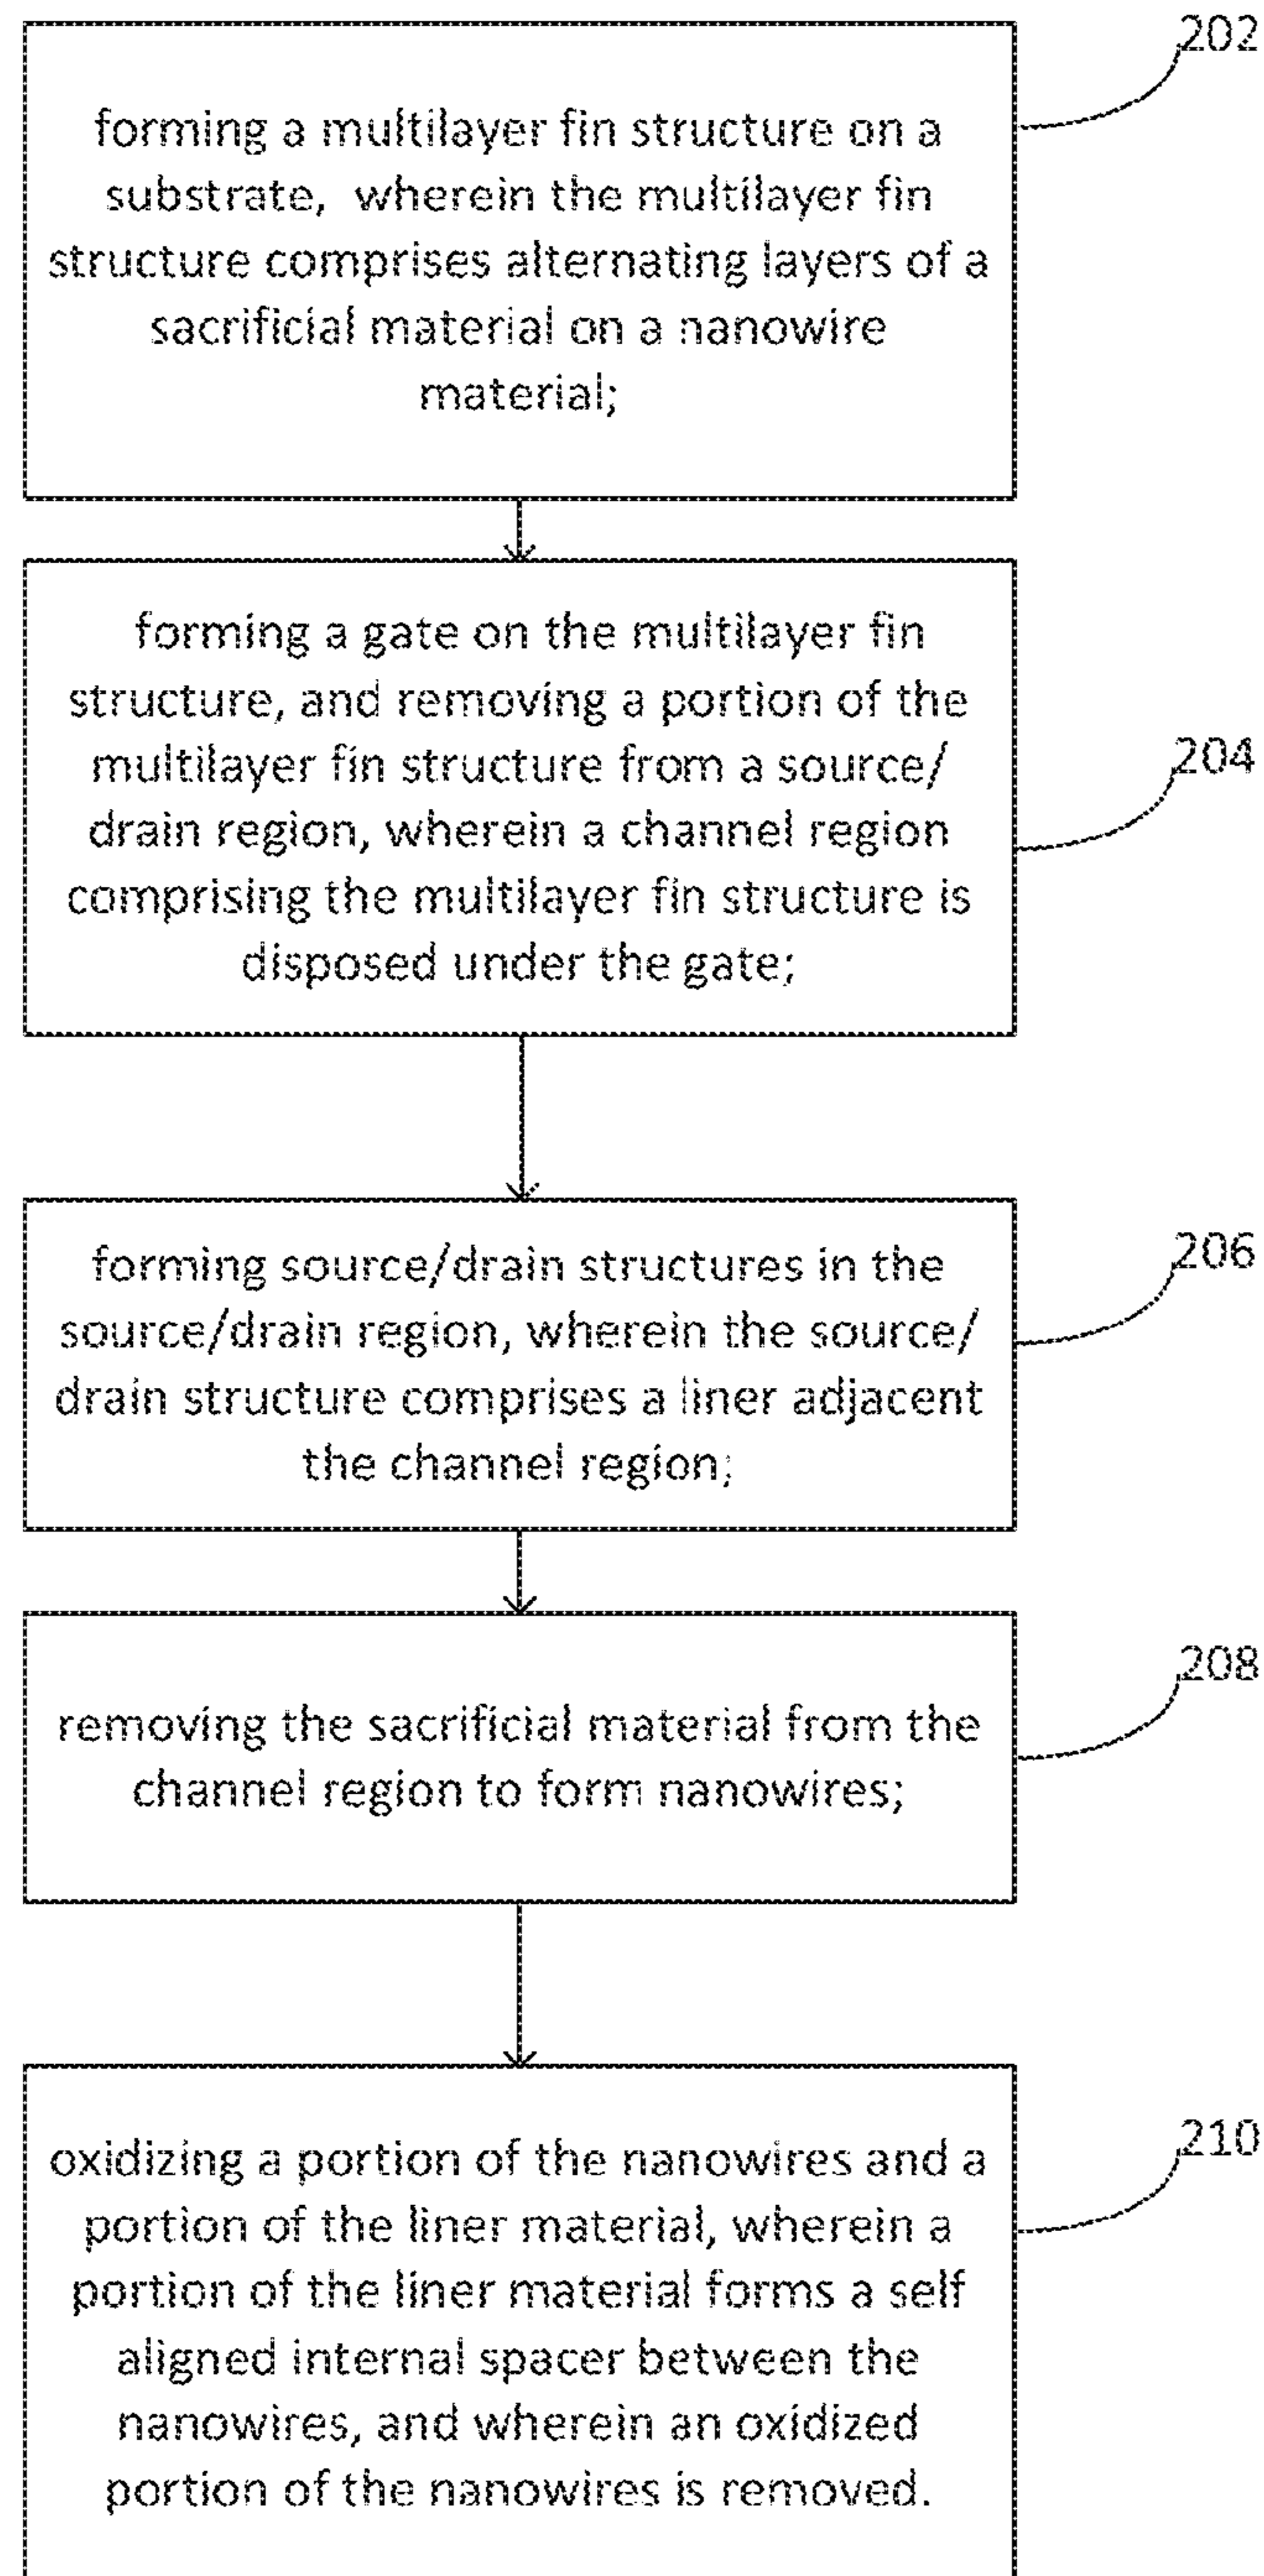 202
forming a multilayer fin structure on a
substrate, wherein the multilayer fin
structure comprises alternating layers of a
sacrificial material on a nanowire
material;
forming a gate on the multilayer fin
structure, and removing a portion of the
multilayer fin structure from a source/
drain region, wherein a channel region
comprising the multilayer fin structure is
disposed under the gate;
204
forming source/drain structures in the
source/drain region, wherein the source/
drain structure comprises a liner adjacent
the channel region;
206
removing the sacrificial material from the
channel region to form nanowires;
208
oxidizing a portion of the nanowires and a
portion of the liner material, wherein a
portion of the liner material forms a self
aligned internal spacer between the
nanowires, and wherein an oxidized
portion of the nanowires is removed.
210